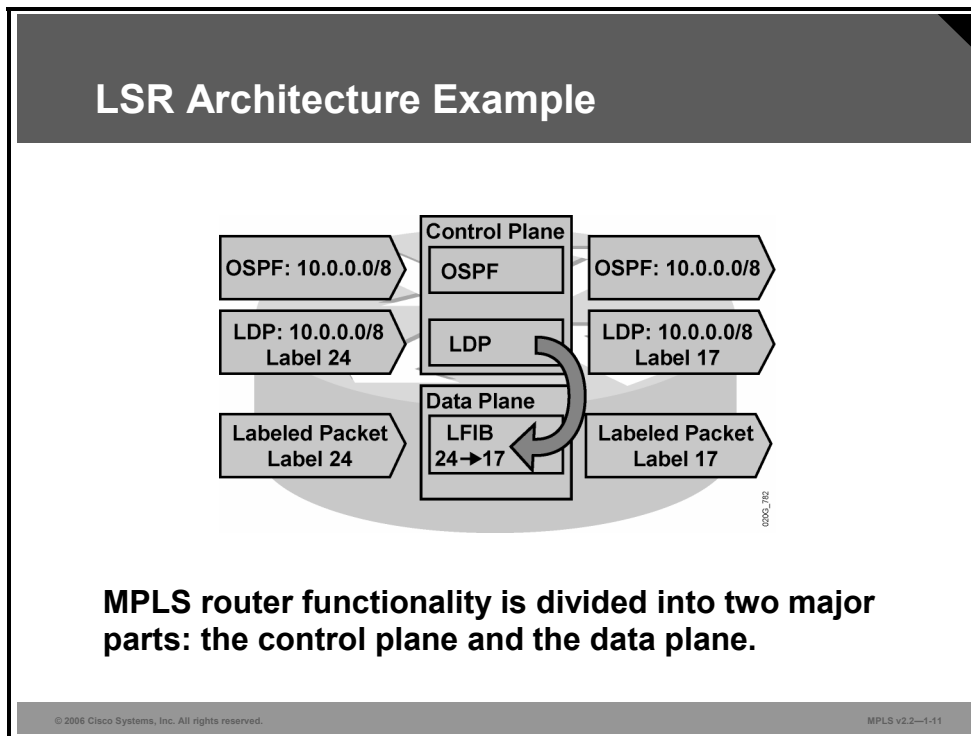 LSR Architecture Example
Control Plane
OSPF: 10.0.0.0/8
OSPF
OSPF: 10.0.0.0/8
LDP: 10.0.0.0/8
Label 24
LDP
LDP: 10.0.0.0/8
Label 17
Data Plane
Labeled Packet
Label 24
LFIB
24→17
Labeled Packet
Label 17
020G_782
MPLS router functionality is divided into two major
parts: the control plane and the data plane.
© 2006 Cisco Systems, Inc. All rights reserved.
MPLS v2.2—1-11